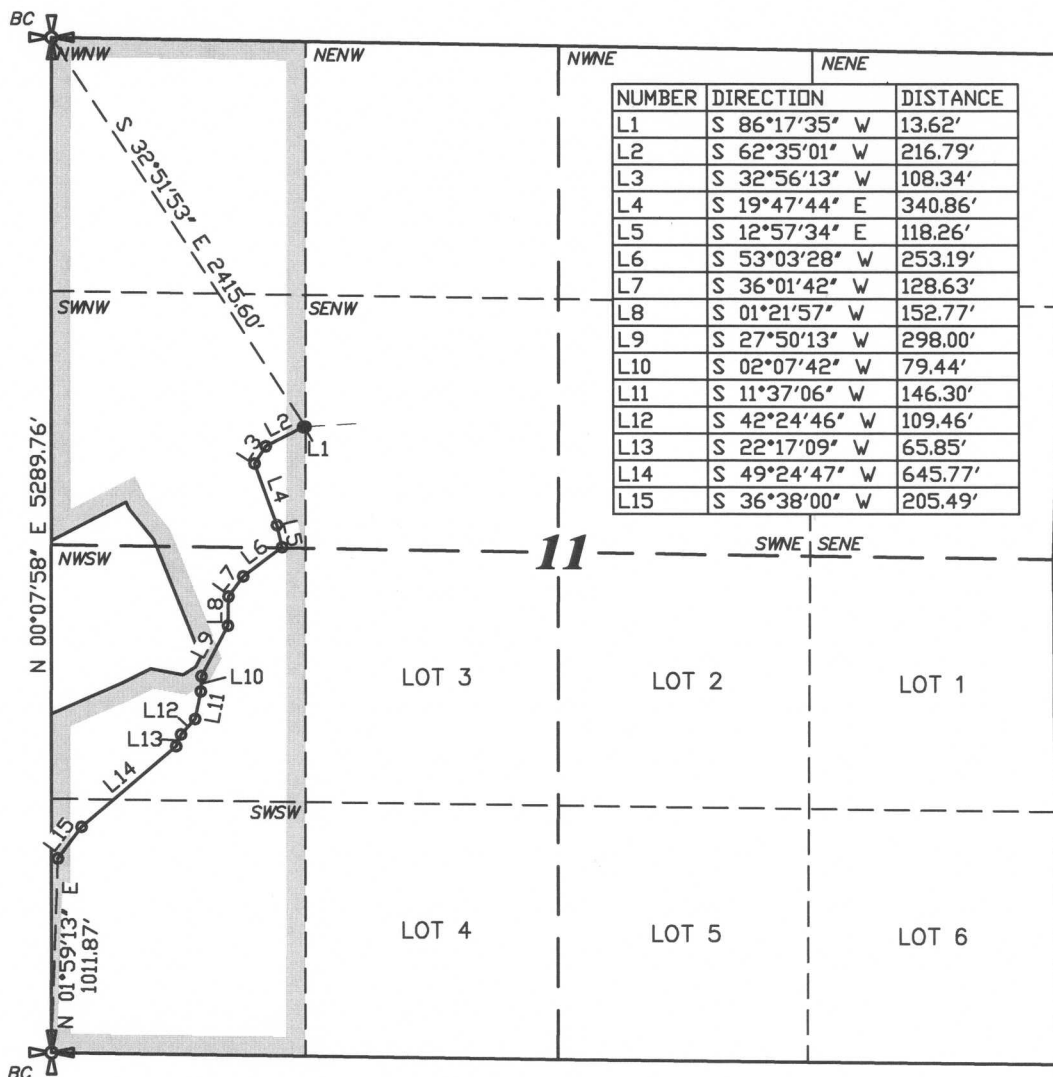 BC
NWNW
NENW
NWNE
NENE
NUMBER DIRECTION DISTANCE
L1 S 86°17'35" W 13.62'
L2 S 62°35'01" W 216.79'
L3 S 32°56'13" W 108.34'
L4 S 19°47'44" E 340.86'
L5 S 12°57'34" E 118.26'
L6 S 53°03'28" W 253.19'
L7 S 36°01'42" W 128.63'
L8 S 01°21'57" W 152.77'
L9 S 27°50'13" W 298.00'
L10 S 02°07'42" W 79.44'
L11 S 11°37'06" W 146.30'
L12 S 42°24'46" W 109.46'
L13 S 22°17'09" W 65.85'
L14 S 49°24'47" W 645.77'
L15 S 36°38'00" W 205.49'
S 32°51'53" E 2415.60'
SWNW
SENW
L2
L1
L3
L4
L5
N 00°07'58" E 5289.76'
NWSW
11
SWNE
SENE
L6
L7
L8
L9
L10
L11
L12
L13
L14
L15
LOT 3
LOT 2
LOT 1
SWSW
N 01°59'13" E
1011.87'
LOT 4
LOT 5
LOT 6
BC